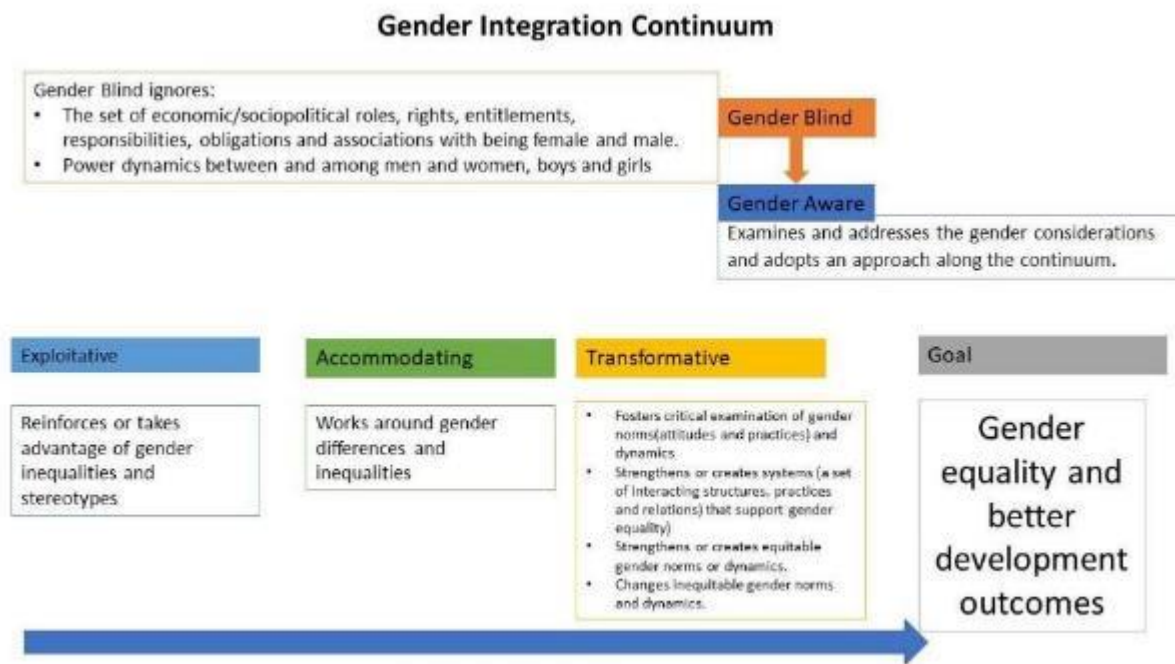 Gender Integration Continuum
Gender Blind ignores:
• The set of economic/sociopolitical roles, rights, entitlements,
responsibilities, obligations and associations with being female and male.
• Power dynamics between and among men and women, boys and girls
Gender Blind
Gender Aware
Examines and addresses the gender considerations
and adopts an approach along the continuum.
Exploitative
Reinforces or takes
advantage of gender
inequalities and
stereotypes
Accommodating
Works around gender
differences and
inequalities
Transformative
• Fosters critical examination of gender
norms(attitudes and practices) and
dynamics
• Strengthens or creates systems (a set
of interacting structures, practices
and relations) that support gender
equality)
• Strengthens or creates equitable
gender norms or dynamics.
• Changes inequitable gender norms
and dynamics.
Goal
Gender
equality and
better
development
outcomes